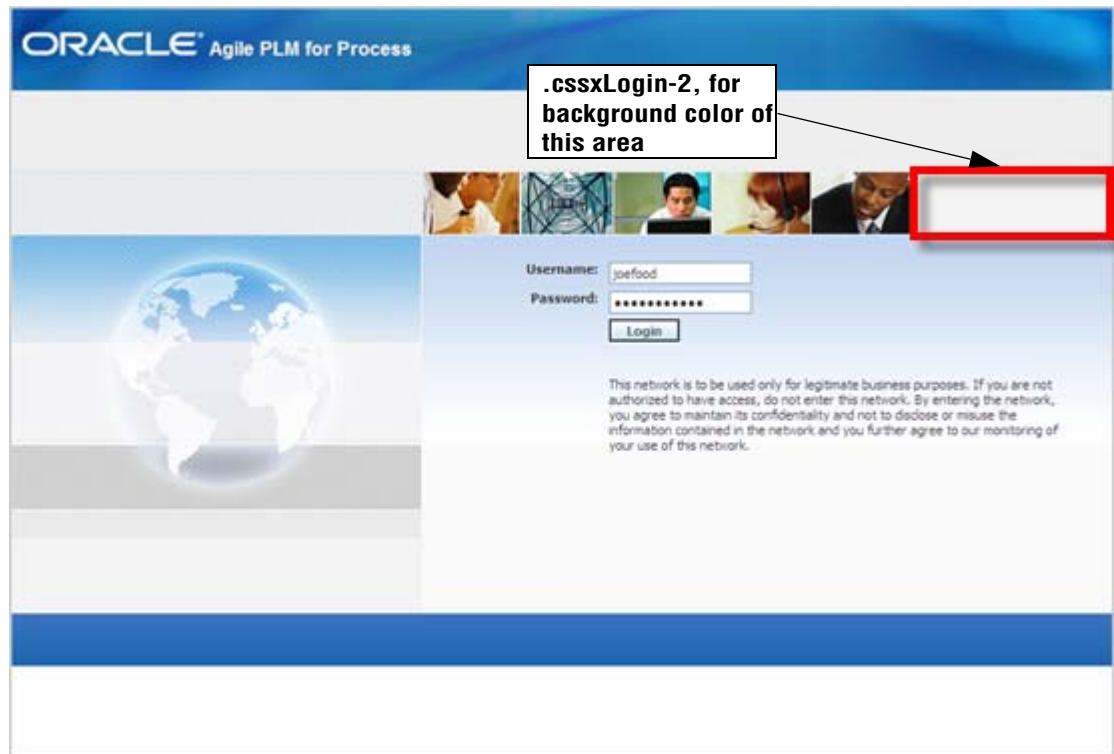 ORACLE® Agile PLM for Process
.cssxLogin-2, for
background color of
this area
Username: joefood
Password: •••••••••••
Login
This network is to be used only for legitimate business purposes. If you are not
authorized to have access, do not enter this network. By entering the network,
you agree to maintain its confidentiality and not to disclose or misuse the
information contained in the network and you further agree to our monitoring of
your use of this network.